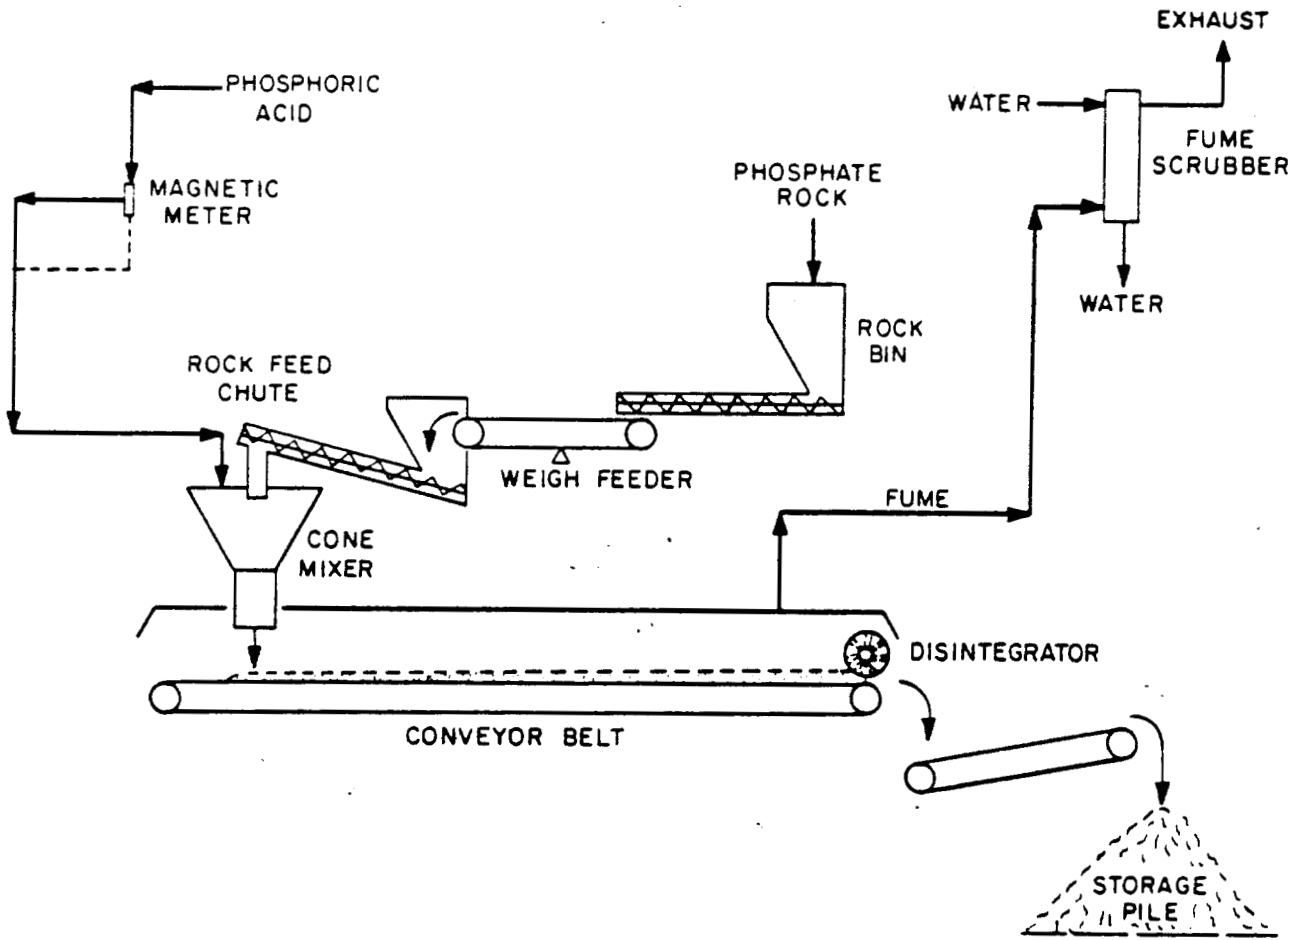 EXHAUST
PHOSPHORIC
ACID
WATER
FUME
SCRUBBER
PHOSPHATE
ROCK
MAGNETIC
METER
WATER
ROCK
BIN
ROCK FEED
CHUTE
WEIGH FEEDER
FUME
CONE
MIXER
DISINTEGRATOR
CONVEYOR BELT
STORAGE
PILE